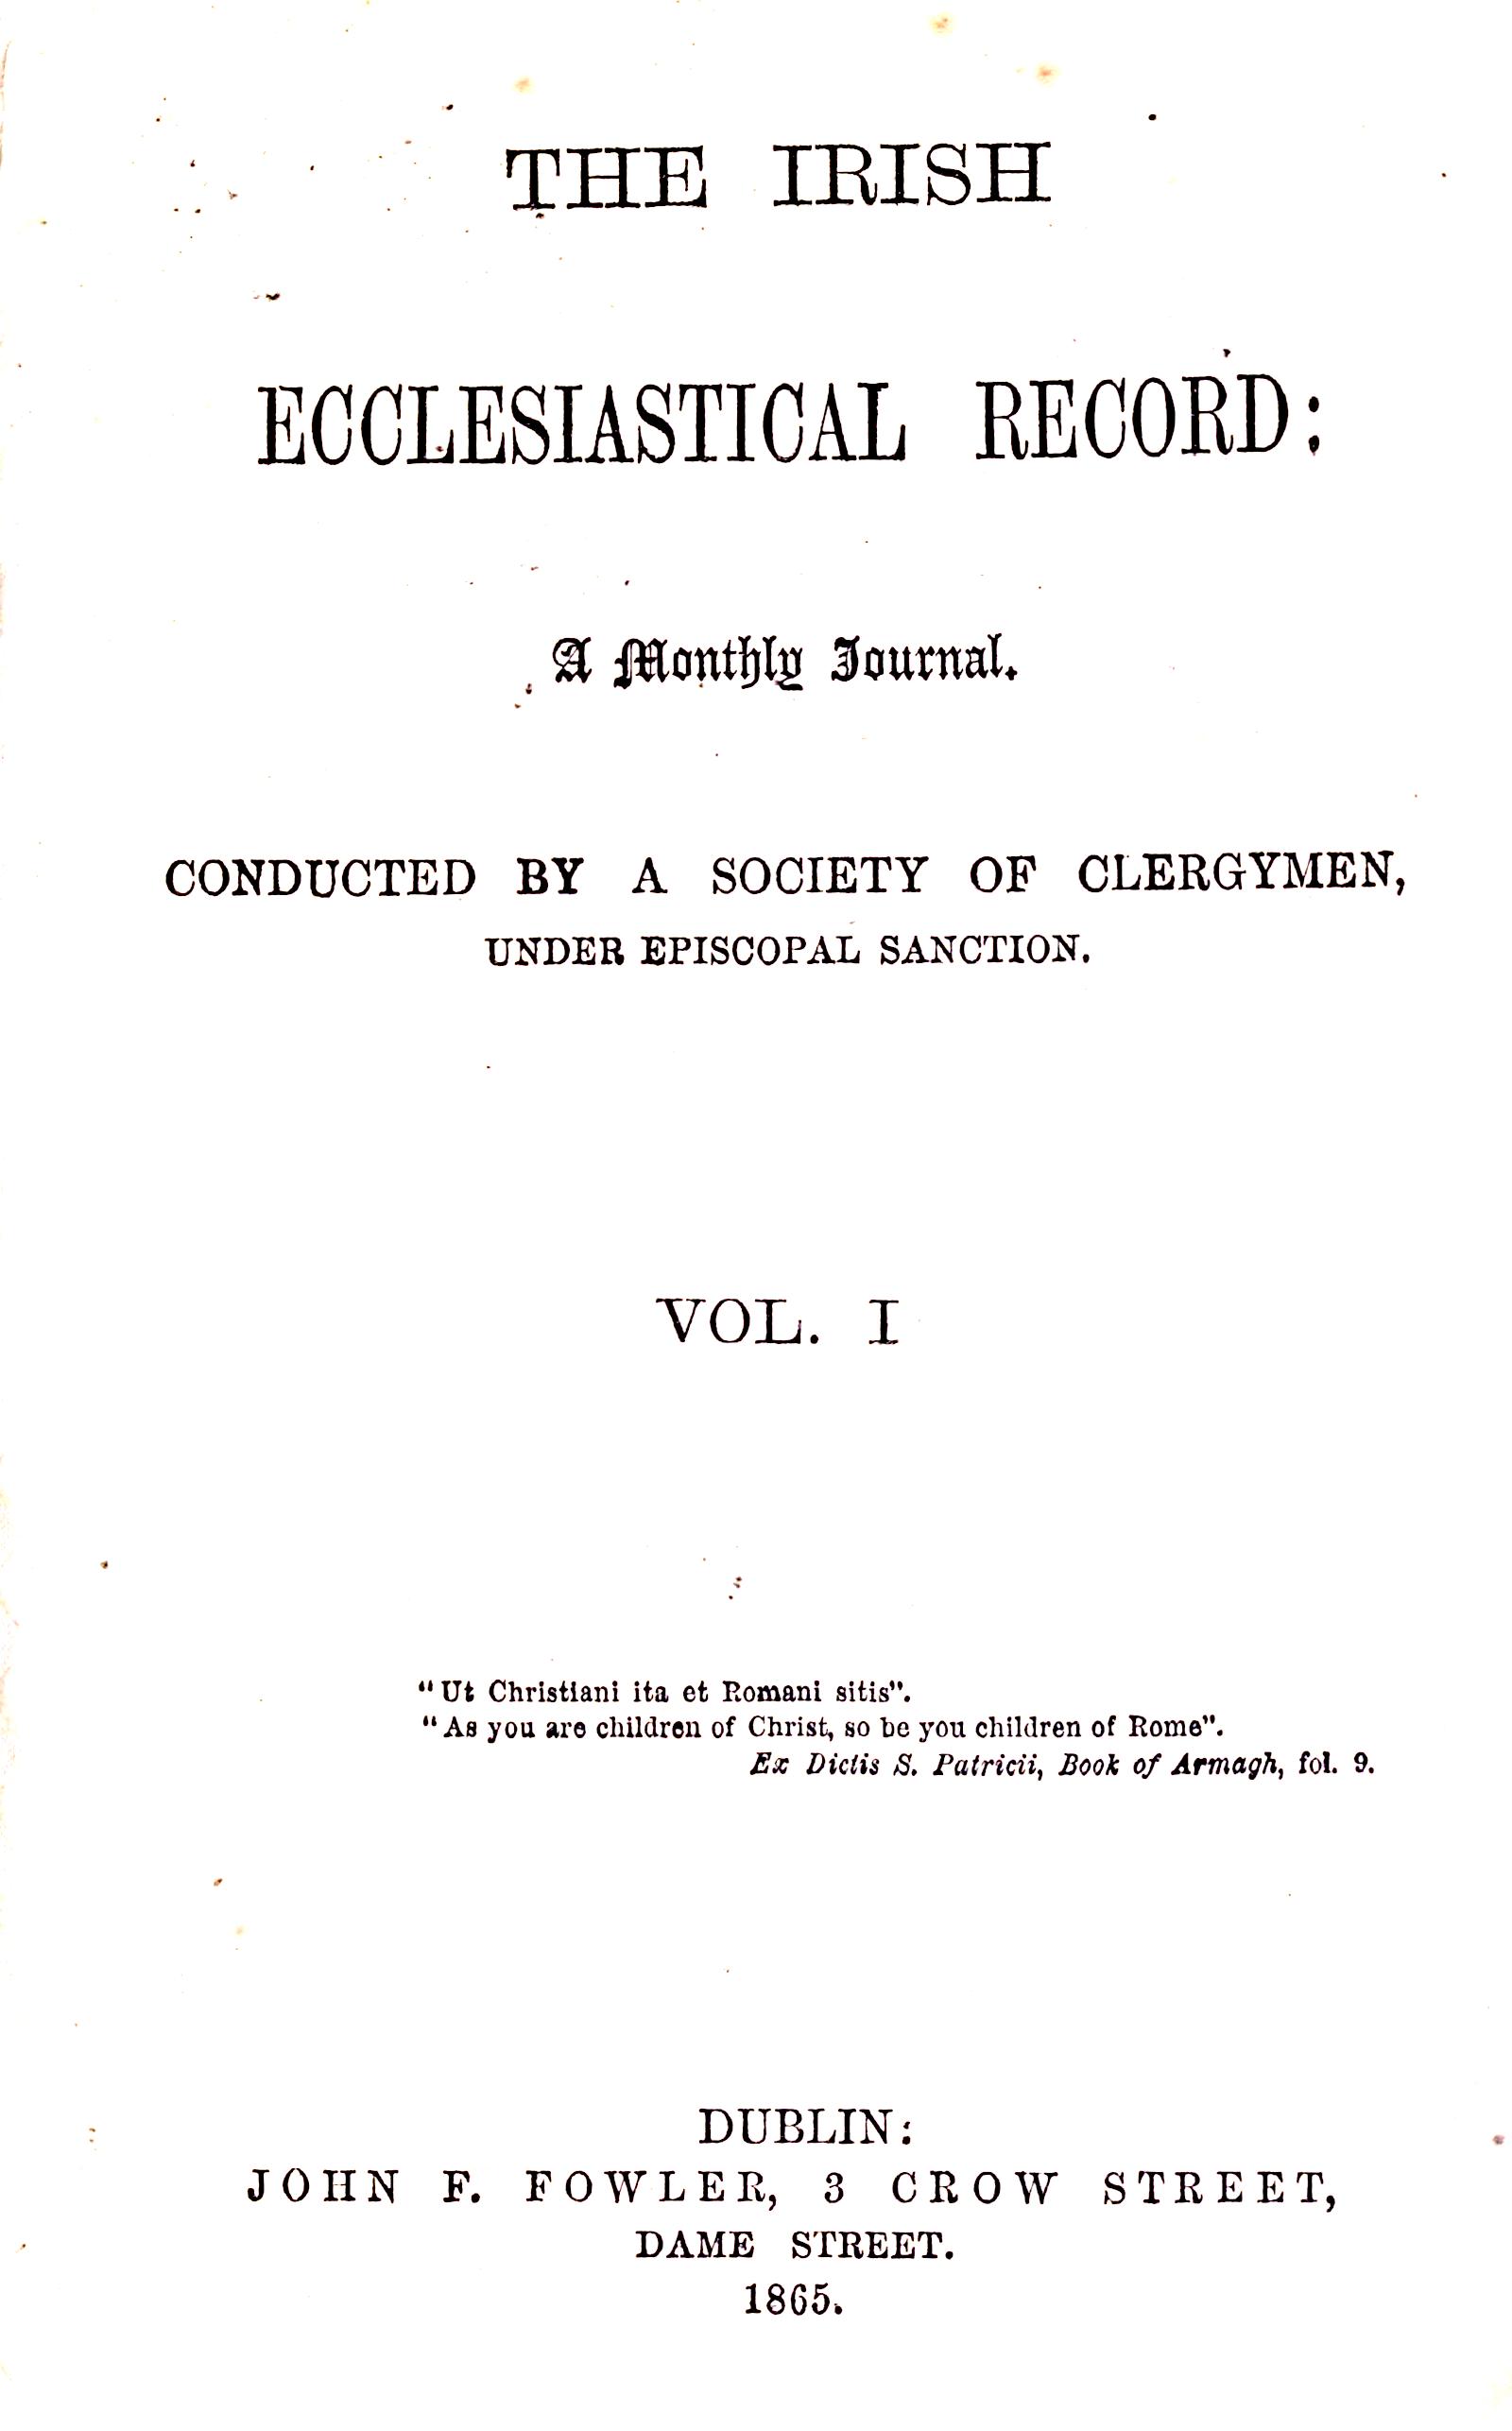 THE IRISH
ECCLESIASTICAL RECORD:
A Monthly Journal.
CONDUCTED BY A SOCIETY OF CLERGYMEN,
UNDER EPISCOPAL SANCTION.
VOL. I
"Ut Christiani ita et Romani sitis".
"As you are children of Christ, so be you children of Rome".
Ex Dictis S. Patricii, Book of Armagh, fol. 9.
DUBLIN:
JOHN F. FOWLER, 3 CROW STREET,
DAME STREET.
1865.